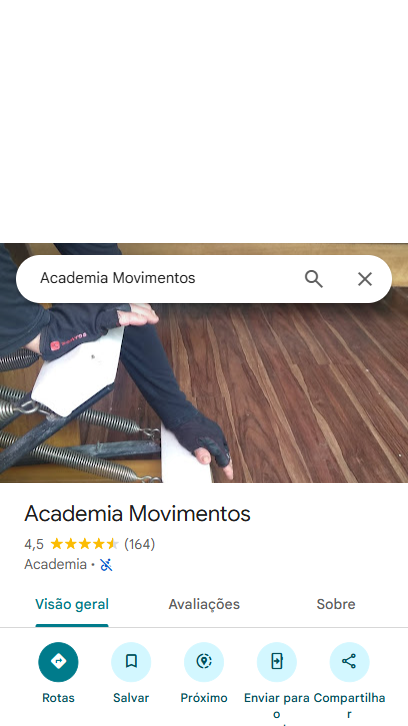 Academia Movimentos
Academia Movimentos
4,5 (164)
Academia ·
Visão geral Avaliações Sobre
Rotas Salvar Próximo Enviar para o Compartilhar